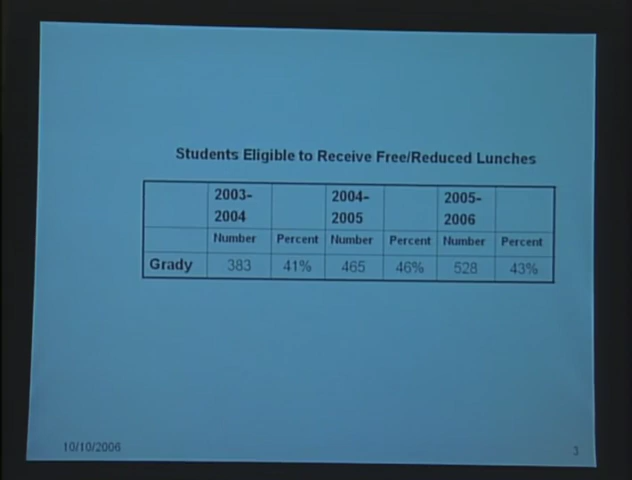 Students Eligible to Receive Free/Reduced Lunches
2003- 2004- 2005-
2004 2005 2006
Number Percent Number Percent Number Percent
Grady 383 41% 465 46% 528 43%
10/10/2006 3